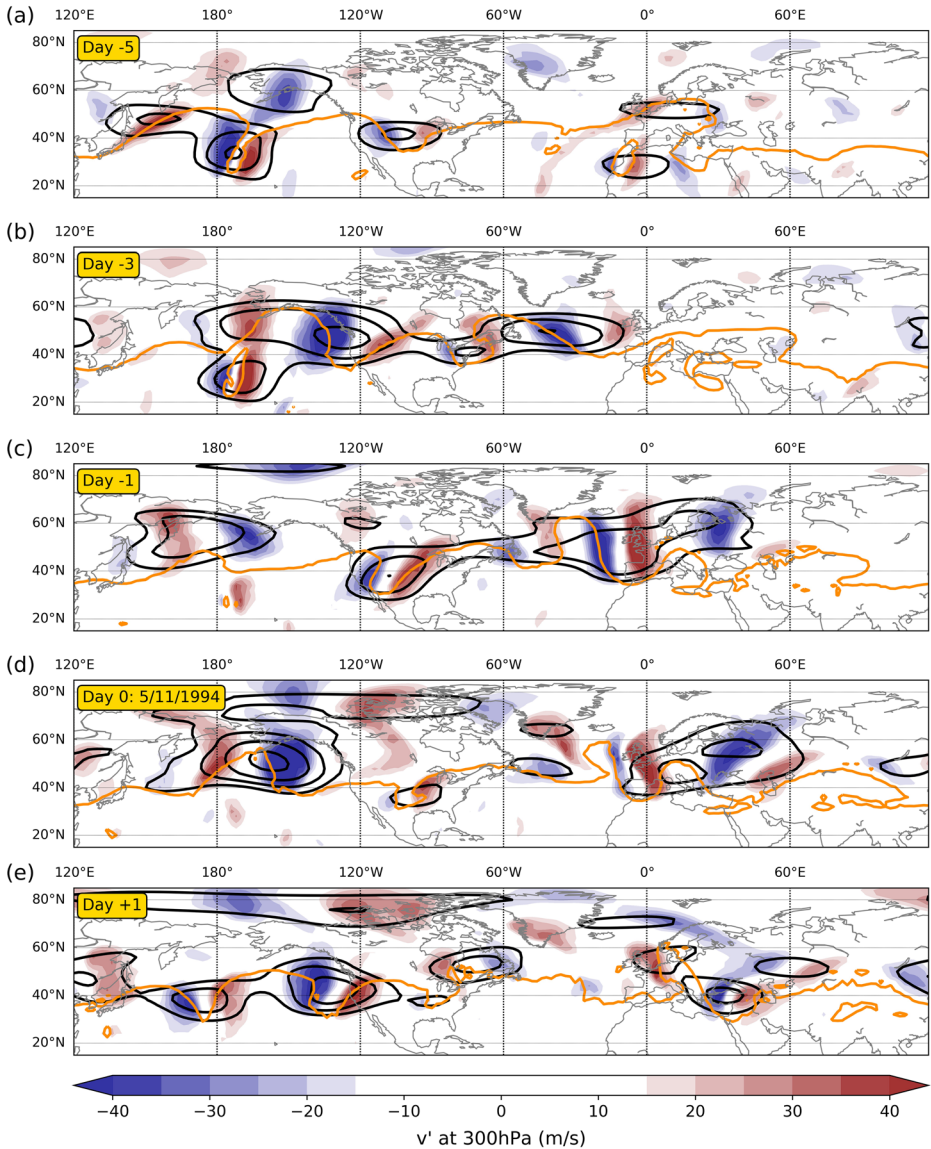 (a)
120°E 180° 120°W 60°W 0° 60°E
Day -5
80°N
60°N
40°N
20°N
(b)
120°E 180° 120°W 60°W 0° 60°E
Day -3
80°N
60°N
40°N
20°N
(c)
120°E 180° 120°W 60°W 0° 60°E
Day -1
80°N
60°N
40°N
20°N
(d)
120°E 180° 120°W 60°W 0° 60°E
Day 0: 5/11/1994
80°N
60°N
40°N
20°N
(e)
120°E 180° 120°W 60°W 0° 60°E
Day +1
80°N
60°N
40°N
20°N
−40 −30 −20 −10 0 10 20 30 40
v' at 300hPa (m/s)